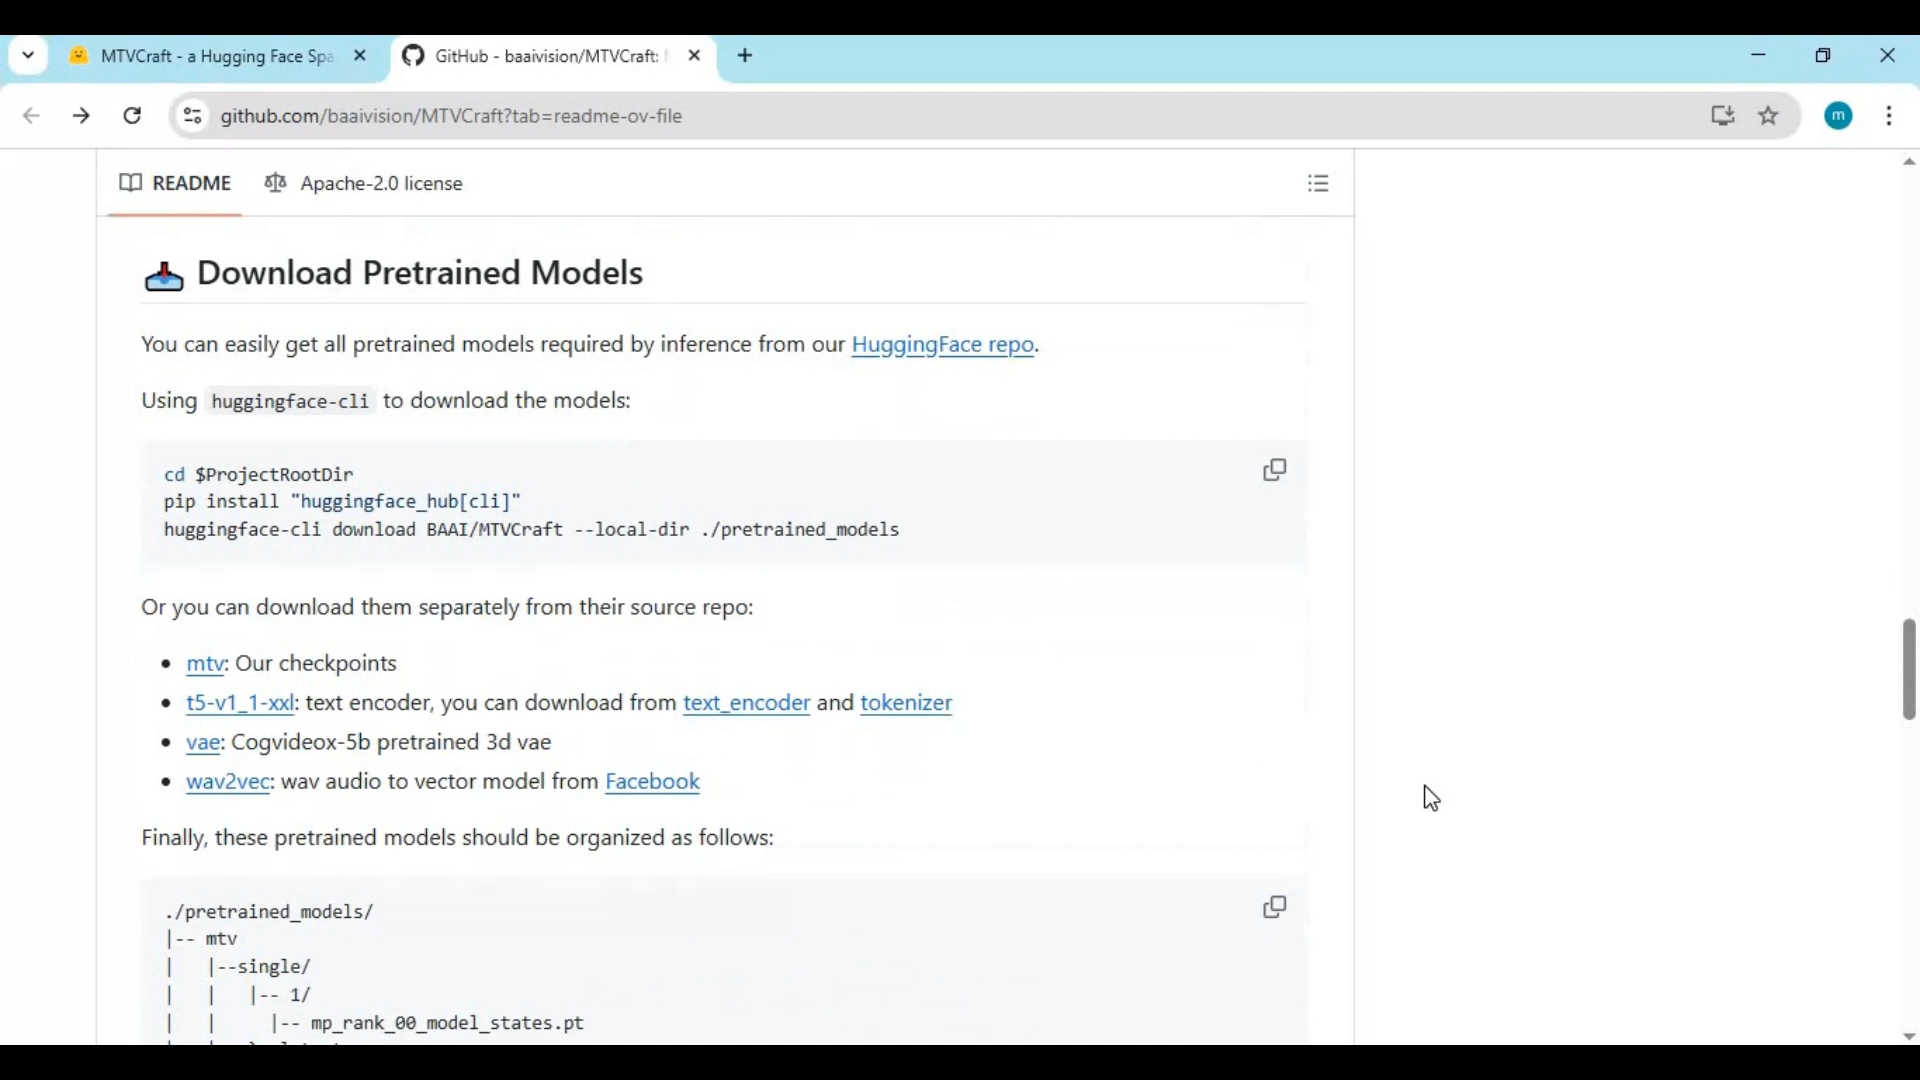 MTVCraft - a Hugging Face Spa
GitHub - baaivision/MTVCraft:
github.com/baaivision/MTVCraft?tab=readme-ov-file
m
README
Apache-2.0 license
Download Pretrained Models
You can easily get all pretrained models required by inference from our HuggingFace repo.
Using huggingface-cli to download the models:
cd $ProjectRootDir
pip install "huggingface_hub[cli]"
huggingface-cli download BAAI/MTVCraft --local-dir ./pretrained_models
Or you can download them separately from their source repo:
• mtv: Our checkpoints
• t5-v1_1-xxl: text encoder, you can download from text_encoder and tokenizer
• vae: Cogvideox-5b pretrained 3d vae
• wav2vec: wav audio to vector model from Facebook
Finally, these pretrained models should be organized as follows:
./pretrained_models/
|-- mtv
|   |--single/
|   |   |-- 1/
|   |     |-- mp_rank_00_model_states.pt